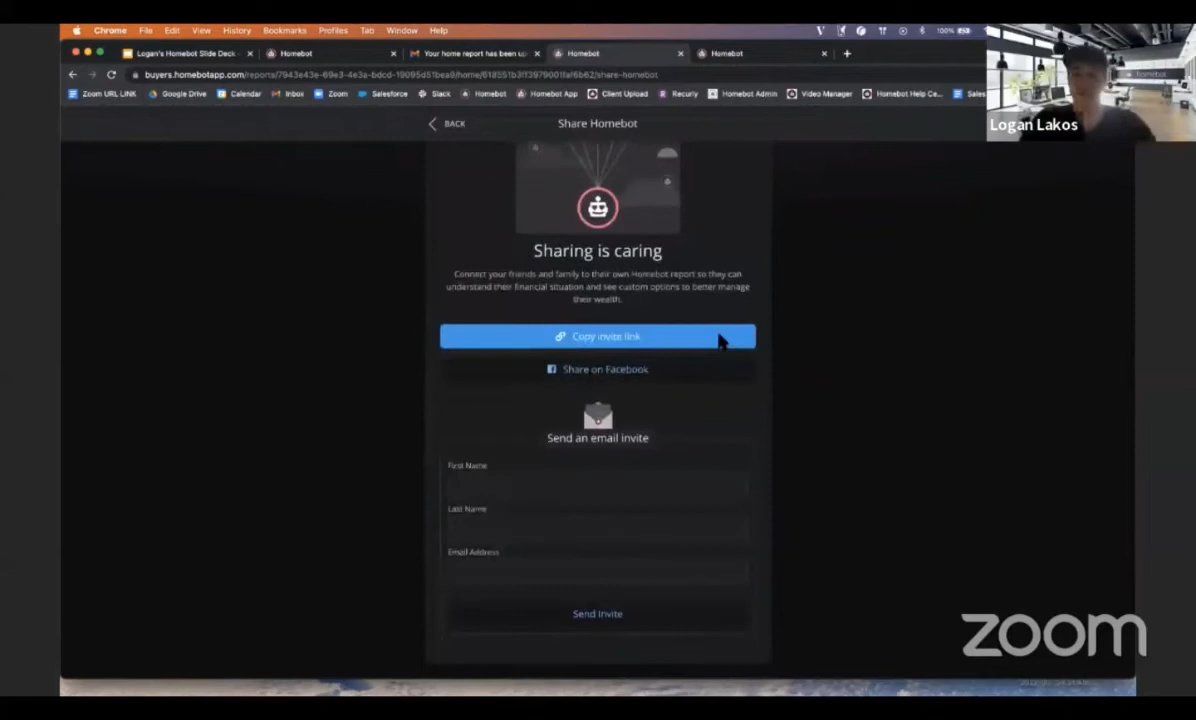 Chrome File Edit View History Bookmarks Profiles Tab Window Help
100%
Logan's Homebot Slide Deck
Homebot
Your home report has been u
Homebot
Homebot
buyers.homebotapp.com/reports/
/share-homebot
Zoom URL LINK Google Drive Calendar Inbox Zoom Salesforce Slack Homebot Homebot App Client Upload Recurly Homebot Admin Video Manager Homebot Help Ce... Sales
homebot
Logan Lakos
BACK
Share Homebot
Sharing is caring
Connect your friends and family to their own Homebot report so they can
understand their financial situation and see custom options to better manage
their wealth.
Copy invite link
Share on Facebook
Send an email invite
First Name
Last Name
Email Address
Send Invite
zoom